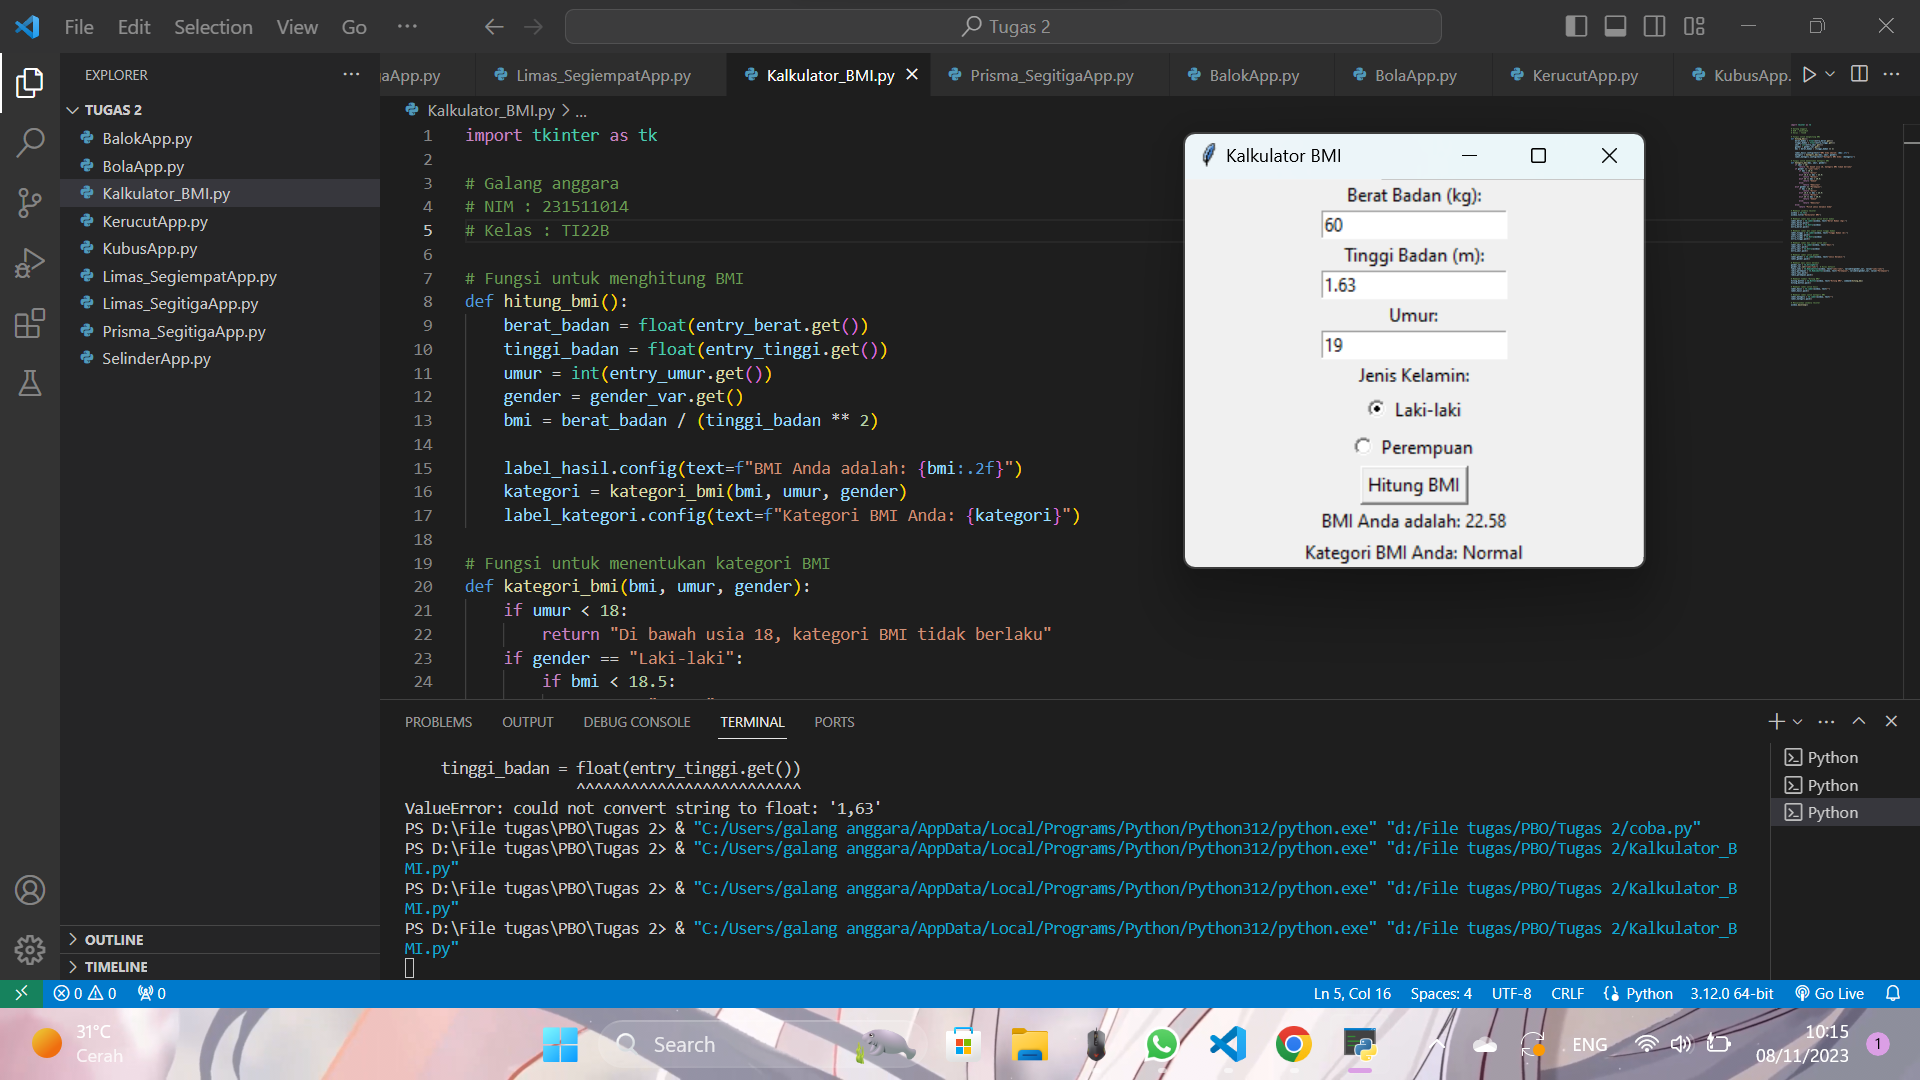 File Edit Selection View Go ··· Tugas 2
EXPLORER ···
TUGAS 2
BalokApp.py
BolaApp.py
Kalkulator_BMI.py
KerucutApp.py
KubusApp.py
Limas_SegiempatApp.py
Limas_SegitigaApp.py
Prisma_SegitigaApp.py
SelinderApp.py
OUTLINE
TIMELINE
gaApp.py Limas_SegiempatApp.py Kalkulator_BMI.py Prisma_SegitigaApp.py BalokApp.py BolaApp.py KerucutApp.py KubusApp.
Kalkulator_BMI.py > ...
1 import tkinter as tk
2
3 # Galang anggara
4 # NIM : 231511014
5 # Kelas : TI22B
6
7 # Fungsi untuk menghitung BMI
8 def hitung_bmi():
9 berat_badan = float(entry_berat.get())
10 tinggi_badan = float(entry_tinggi.get())
11 umur = int(entry_umur.get())
12 gender = gender_var.get()
13 bmi = berat_badan / (tinggi_badan ** 2)
14
15 label_hasil.config(text=f"BMI Anda adalah: {bmi:.2f}")
16 kategori = kategori_bmi(bmi, umur, gender)
17 label_kategori.config(text=f"Kategori BMI Anda: {kategori}")
18
19 # Fungsi untuk menentukan kategori BMI
20 def kategori_bmi(bmi, umur, gender):
21 if umur < 18:
22 return "Di bawah usia 18, kategori BMI tidak berlaku"
23 if gender == "Laki-laki":
24 if bmi < 18.5:
Kalkulator BMI
Berat Badan (kg):
60
Tinggi Badan (m):
1.63
Umur:
19
Jenis Kelamin:
Laki-laki
Perempuan
Hitung BMI
BMI Anda adalah: 22.58
Kategori BMI Anda: Normal
PROBLEMS OUTPUT DEBUG CONSOLE TERMINAL PORTS
tinggi_badan = float(entry_tinggi.get())
^^^^^^^^^^^^^^^^^^^^^^^^^
ValueError: could not convert string to float: '1,63'
PS D:\File tugas\PBO\Tugas 2> & "C:/Users/galang anggara/AppData/Local/Programs/Python/Python312/python.exe" "d:/File tugas/PBO/Tugas 2/coba.py"
PS D:\File tugas\PBO\Tugas 2> & "C:/Users/galang anggara/AppData/Local/Programs/Python/Python312/python.exe" "d:/File tugas/PBO/Tugas 2/Kalkulator_B
MI.py"
PS D:\File tugas\PBO\Tugas 2> & "C:/Users/galang anggara/AppData/Local/Programs/Python/Python312/python.exe" "d:/File tugas/PBO/Tugas 2/Kalkulator_B
MI.py"
PS D:\File tugas\PBO\Tugas 2> & "C:/Users/galang anggara/AppData/Local/Programs/Python/Python312/python.exe" "d:/File tugas/PBO/Tugas 2/Kalkulator_B
MI.py"
Python
Python
Python
0 0 0 Ln 5, Col 16 Spaces: 4 UTF-8 CRLF Python 3.12.0 64-bit Go Live
31°C
Cerah
Search
ENG
10:15
08/11/2023
1